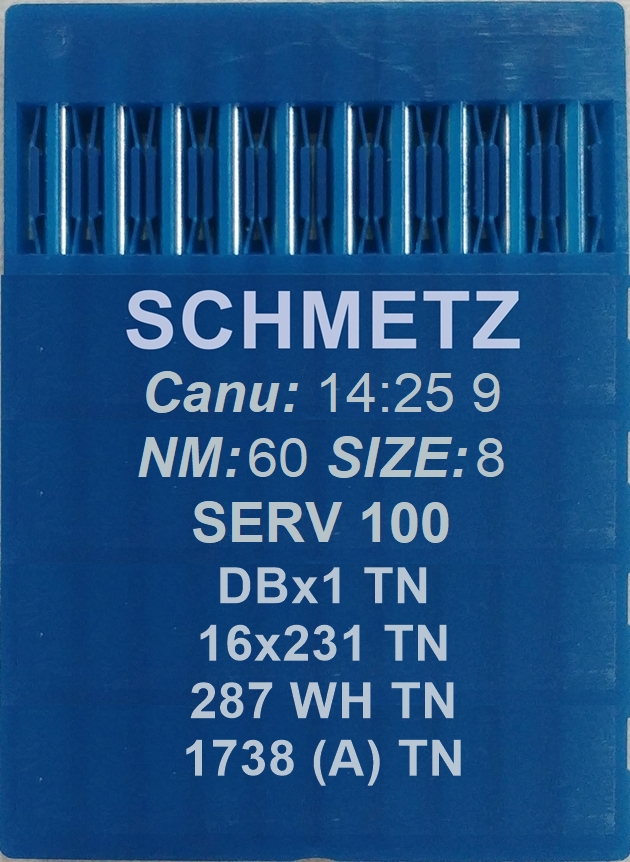 SCHMETZ
Canu: 14:25 9
NM:60 SIZE:8
SERV 100
DBx1 TN
16x231 TN
287 WH TN
1738 (A) TN